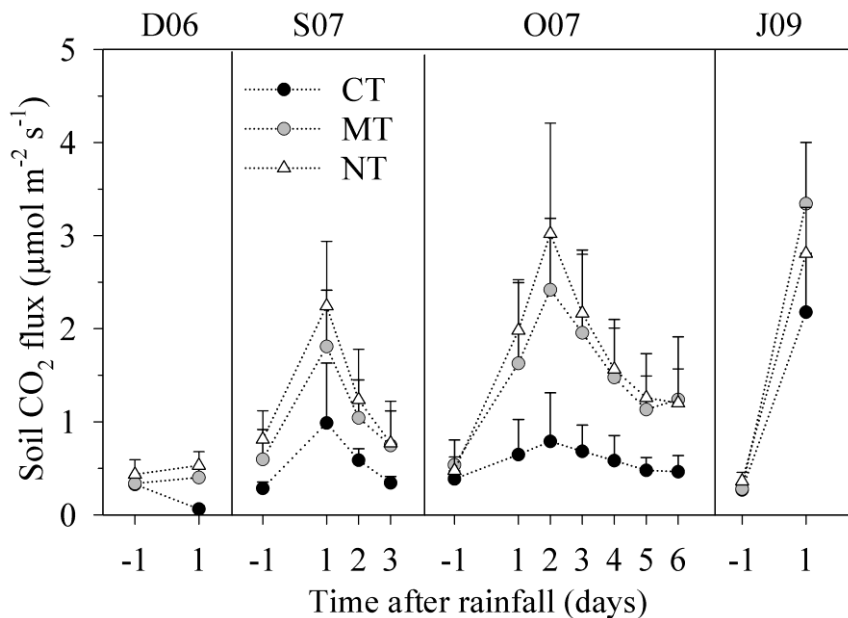 D06 S07 O07 J09
5
4
3
2
1
0
Soil CO₂ flux (µmol m⁻² s⁻¹)
CT
MT
NT
-1 1 -1 1 2 3 -1 1 2 3 4 5 6 -1 1
Time after rainfall (days)